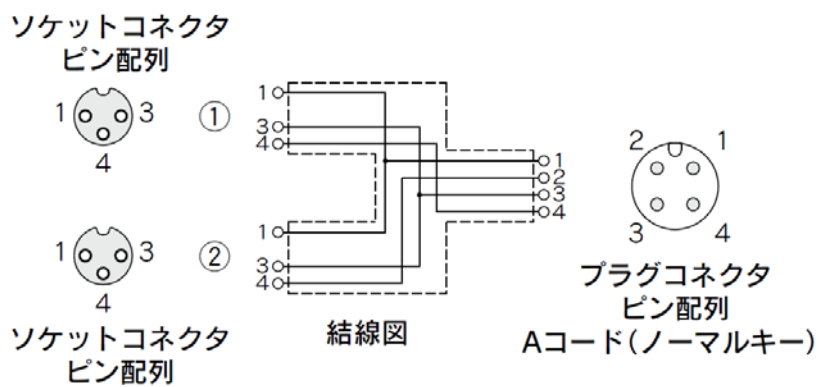 ソケットコネクタ
ピン配列
1 3
4
①
1
3
4
1
2
3
4
2 1
3 4
1 3
4
②
1
3
4
ソケットコネクタ
ピン配列
結線図
プラグコネクタ
ピン配列
Aコード(ノーマルキー)